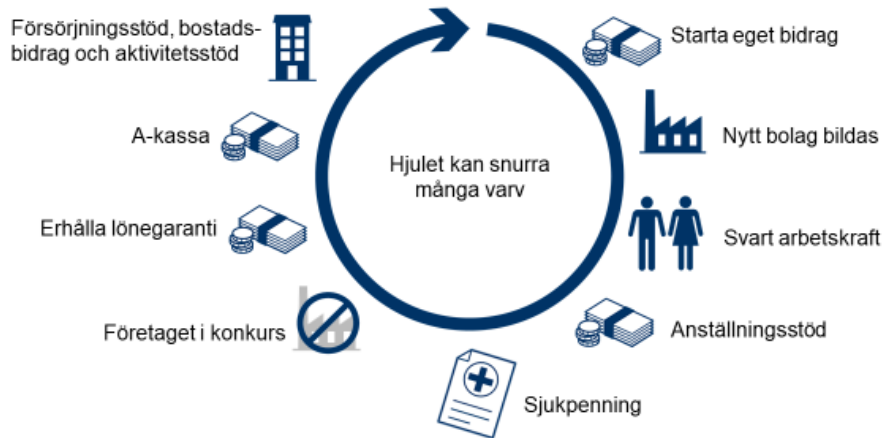 Försörjningsstöd, bostads-
bidrag och aktivitetsstöd
A-kassa
Erhålla lönegaranti
Företaget i konkurs
Hjulet kan snurra
många varv
Starta eget bidrag
Nytt bolag bildas
Svart arbetskraft
Anställningsstöd
Sjukpenning